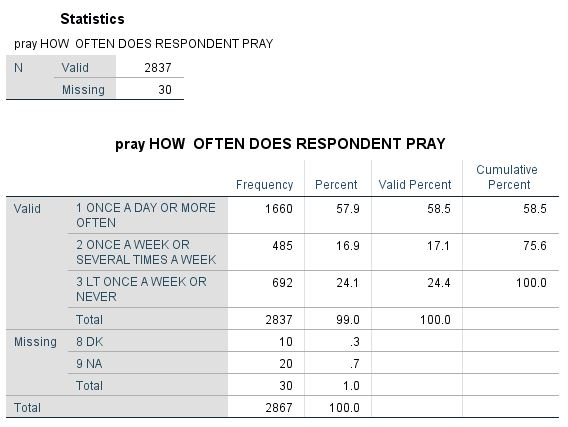 Statistics
pray HOW OFTEN DOES RESPONDENT PRAY
N Valid 2837
Missing 30
pray HOW OFTEN DOES RESPONDENT PRAY
Frequency Percent Valid Percent Cumulative Percent
Valid 1 ONCE A DAY OR MORE 1660 57.9 58.5 58.5
OFTEN
2 ONCE A WEEK OR 485 16.9 17.1 75.6
SEVERAL TIMES A WEEK
3 LT ONCE A WEEK OR 692 24.1 24.4 100.0
NEVER
Total 2837 99.0 100.0
Missing 8 DK 10 .3
9 NA 20 .7
Total 30 1.0
Total 2867 100.0